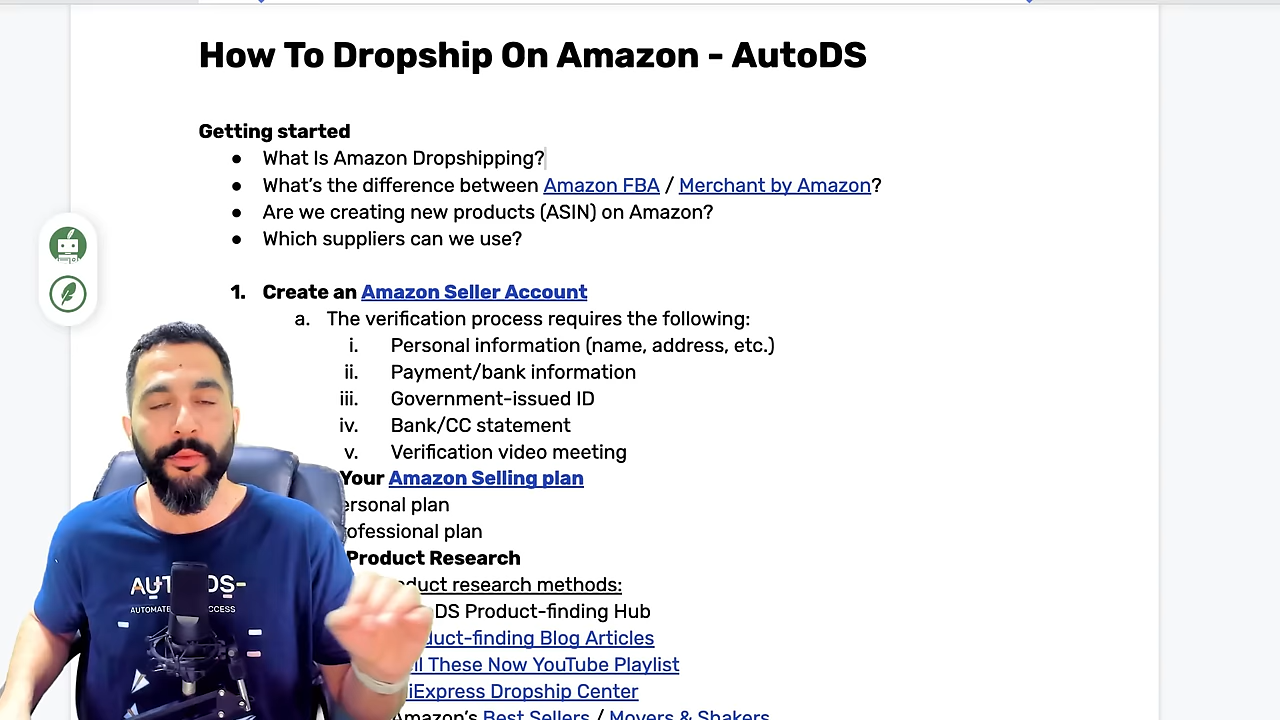 How To Dropship On Amazon - AutoDS
Getting started
● What Is Amazon Dropshipping?
● What’s the difference between Amazon FBA / Merchant by Amazon?
● Are we creating new products (ASIN) on Amazon?
● Which suppliers can we use?
1. Create an Amazon Seller Account
a. The verification process requires the following:
i. Personal information (name, address, etc.)
ii. Payment/bank information
iii. Government-issued ID
iv. Bank/CC statement
v. Verification video meeting
Your Amazon Selling plan
ersonal plan
ofessional plan
Product Research
duct research methods:
DS Product-finding Hub
duct-finding Blog Articles
ll These Now YouTube Playlist
iExpress Dropship Center
Amazon’s Best Sellers / Movers & Shakers